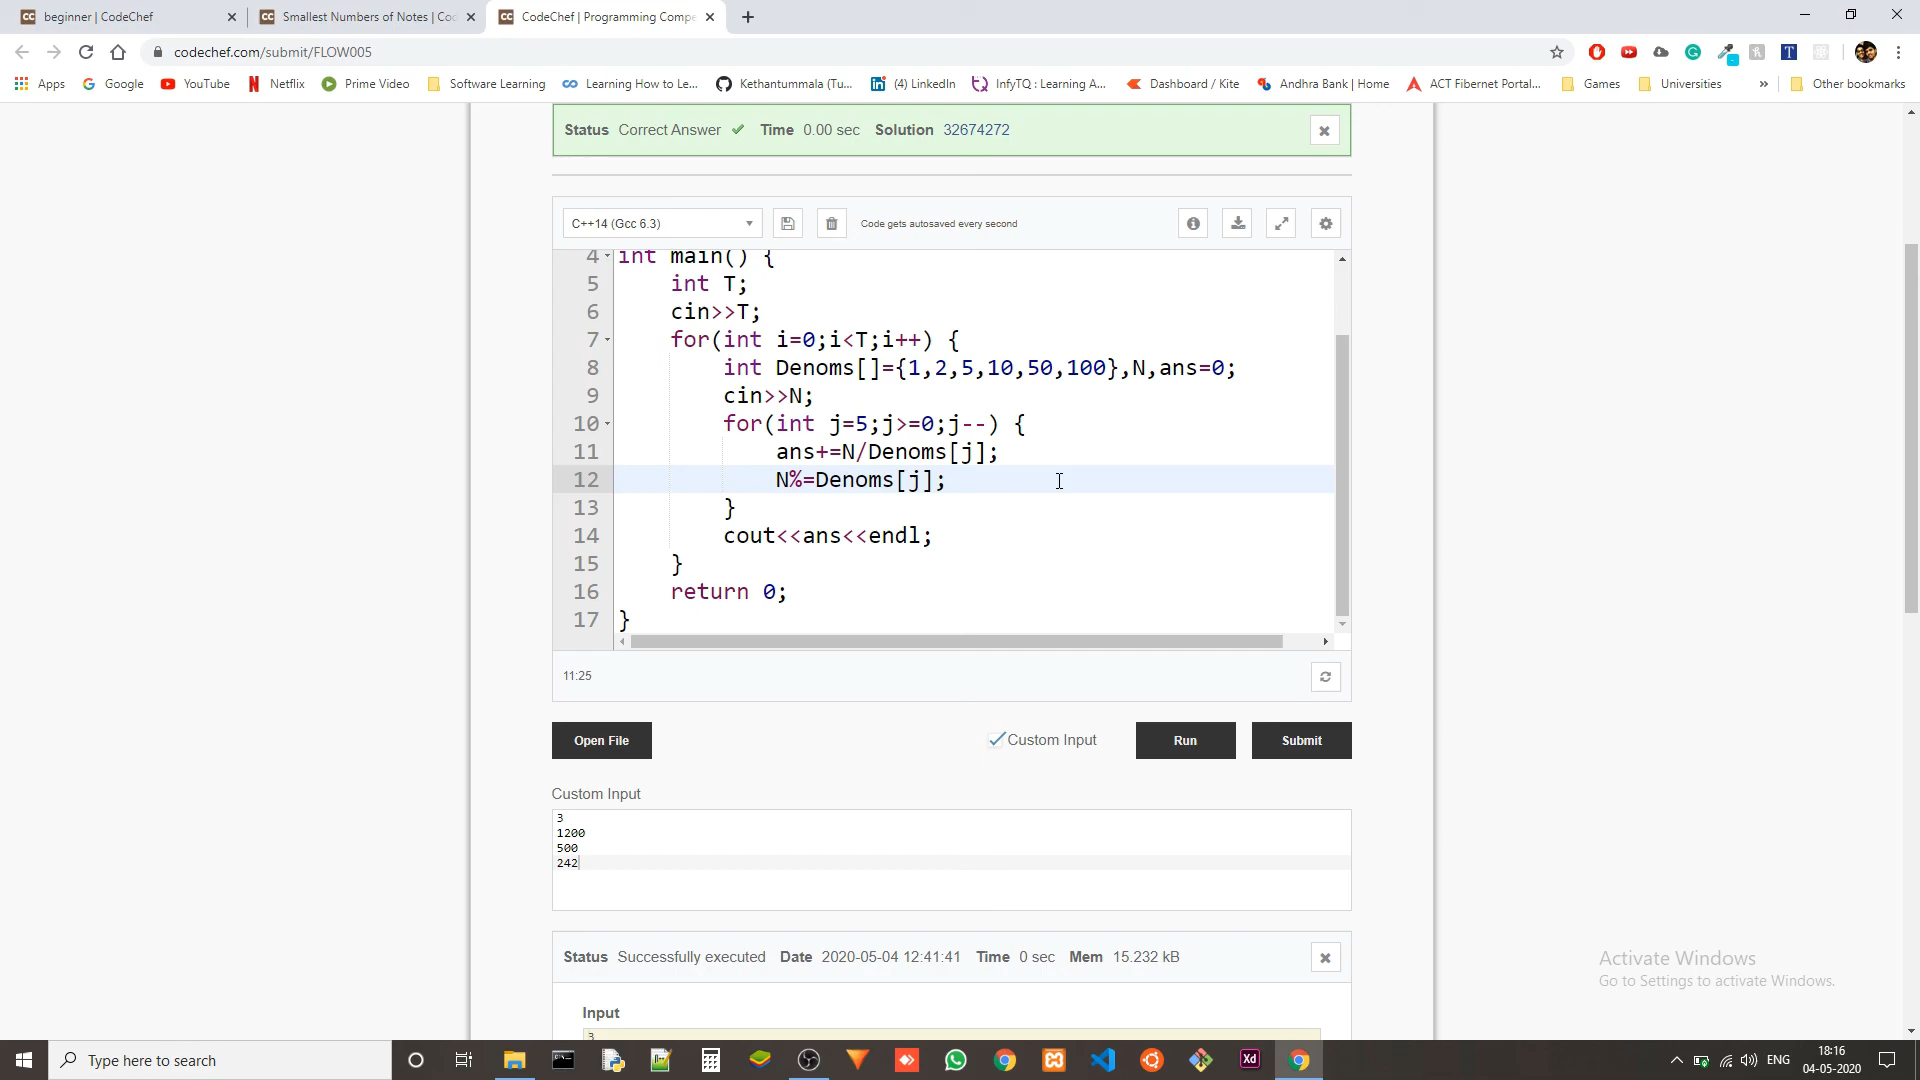 beginner | CodeChef
Smallest Numbers of Notes | Co
CodeChef | Programming Compe
codechef.com/submit/FLOW005
Apps
Google
YouTube
Netflix
Prime Video
Software Learning
Learning How to Le...
Kethantummala (Tu...
(4) LinkedIn
InfyTQ : Learning A...
Dashboard / Kite
Andhra Bank | Home
ACT Fibernet Portal...
Games
Universities
»
Other bookmarks
Status Correct Answer ✔ Time 0.00 sec Solution 32674272
C++14 (Gcc 6.3)
Code gets autosaved every second
4 int main() {
5 int T;
6 cin>>T;
7 for(int i=0;i<T;i++) {
8 int Denoms[]={1,2,5,10,50,100},N,ans=0;
9 cin>>N;
10 for(int j=5;j>=0;j--) {
11 ans+=N/Denoms[j];
12 N%=Denoms[j];
13 }
14 cout<<ans<<endl;
15 }
16 return 0;
17 }
11:25
Open File
Custom Input
Run
Submit
Custom Input
3
1200
500
242
Status Successfully executed Date 2020-05-04 12:41:41 Time 0 sec Mem 15.232 kB
Input
3
Activate Windows
Go to Settings to activate Windows.
Type here to search
Xd
ENG
18:16
04-05-2020